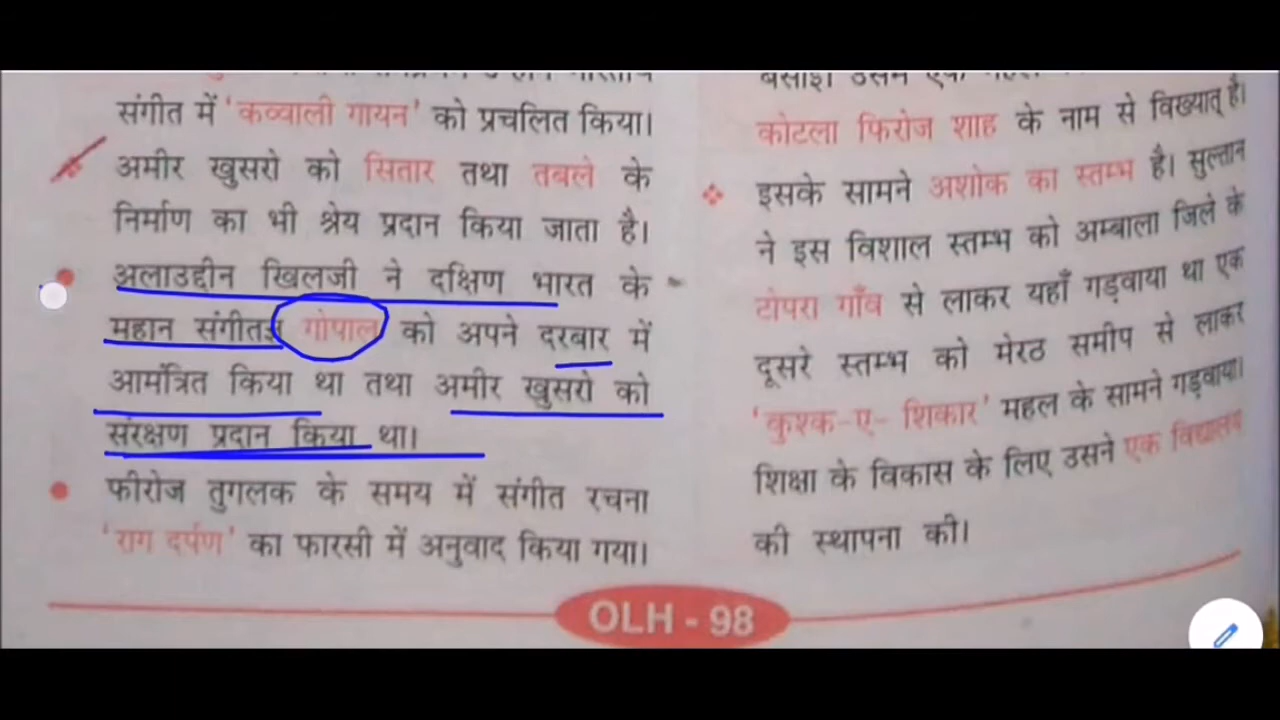 संगीत में 'कव्वाली गायन' को प्रचलित किया।
अमीर खुसरो को सितार तथा तबले के
निर्माण का भी श्रेय प्रदान किया जाता है।
अलाउद्दीन खिलजी ने दक्षिण भारत के
महान संगीतज्ञ गोपाल को अपने दरबार में
आमंत्रित किया था तथा अमीर खुसरो को
संरक्षण प्रदान किया था।
फीरोज तुगलक के समय में संगीत रचना
'राग दर्पण' का फारसी में अनुवाद किया गया।
कोटला फिरोज शाह के नाम से विख्यात् है।
इसके सामने अशोक का स्तम्भ है। सुल्तान
ने इस विशाल स्तम्भ को अम्बाला जिले के
टोपरा गाँव से लाकर यहाँ गड़वाया था एक
दूसरे स्तम्भ को मेरठ समीप से लाकर
'कुश्क-ए- शिकार' महल के सामने गड़वाया।
शिक्षा के विकास के लिए उसने एक विद्यालय
की स्थापना की।
OLH - 98